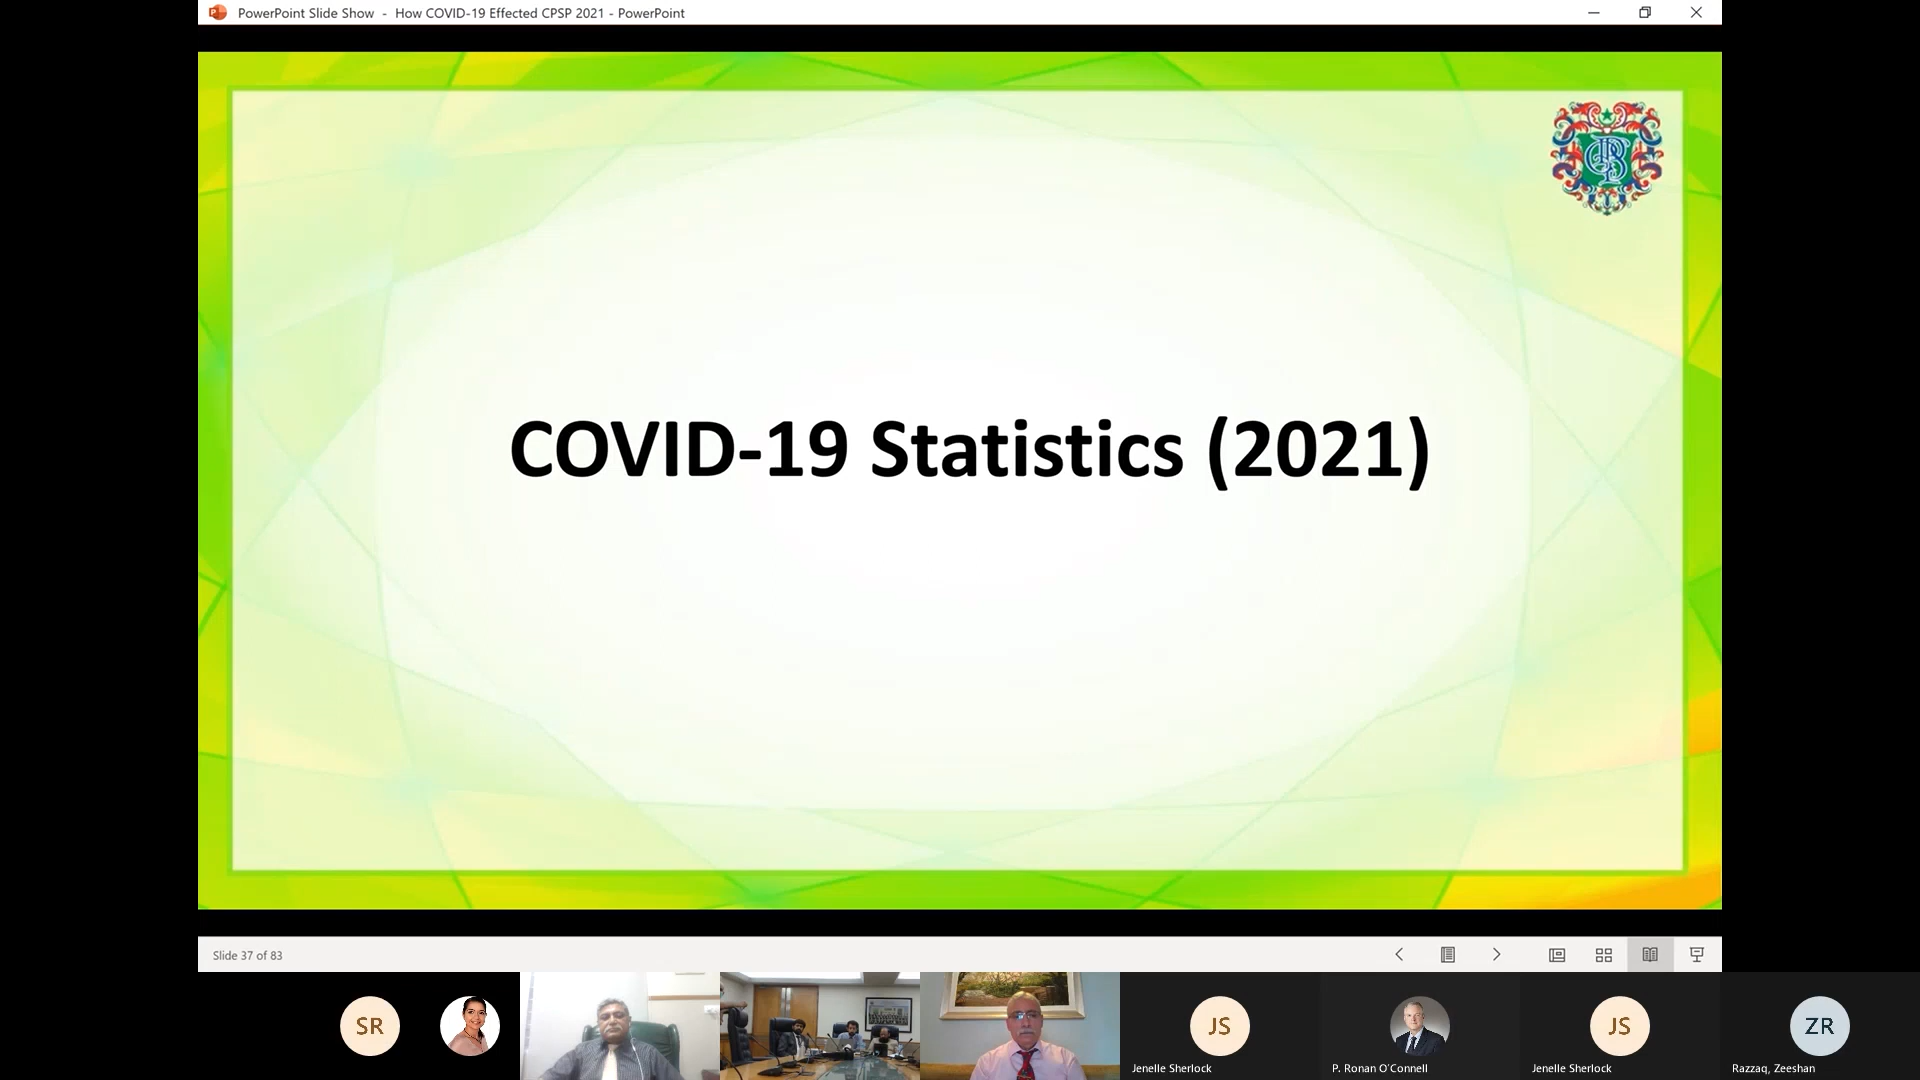 PowerPoint Slide Show - How COVID-19 Effected CPSP 2021 - PowerPoint
COVID-19 Statistics (2021)
Slide 37 of 83
SR
JS
JS
ZR
Jenelle Sherlock
P. Ronan O'Connell
Jenelle Sherlock
Razzaq, Zeeshan